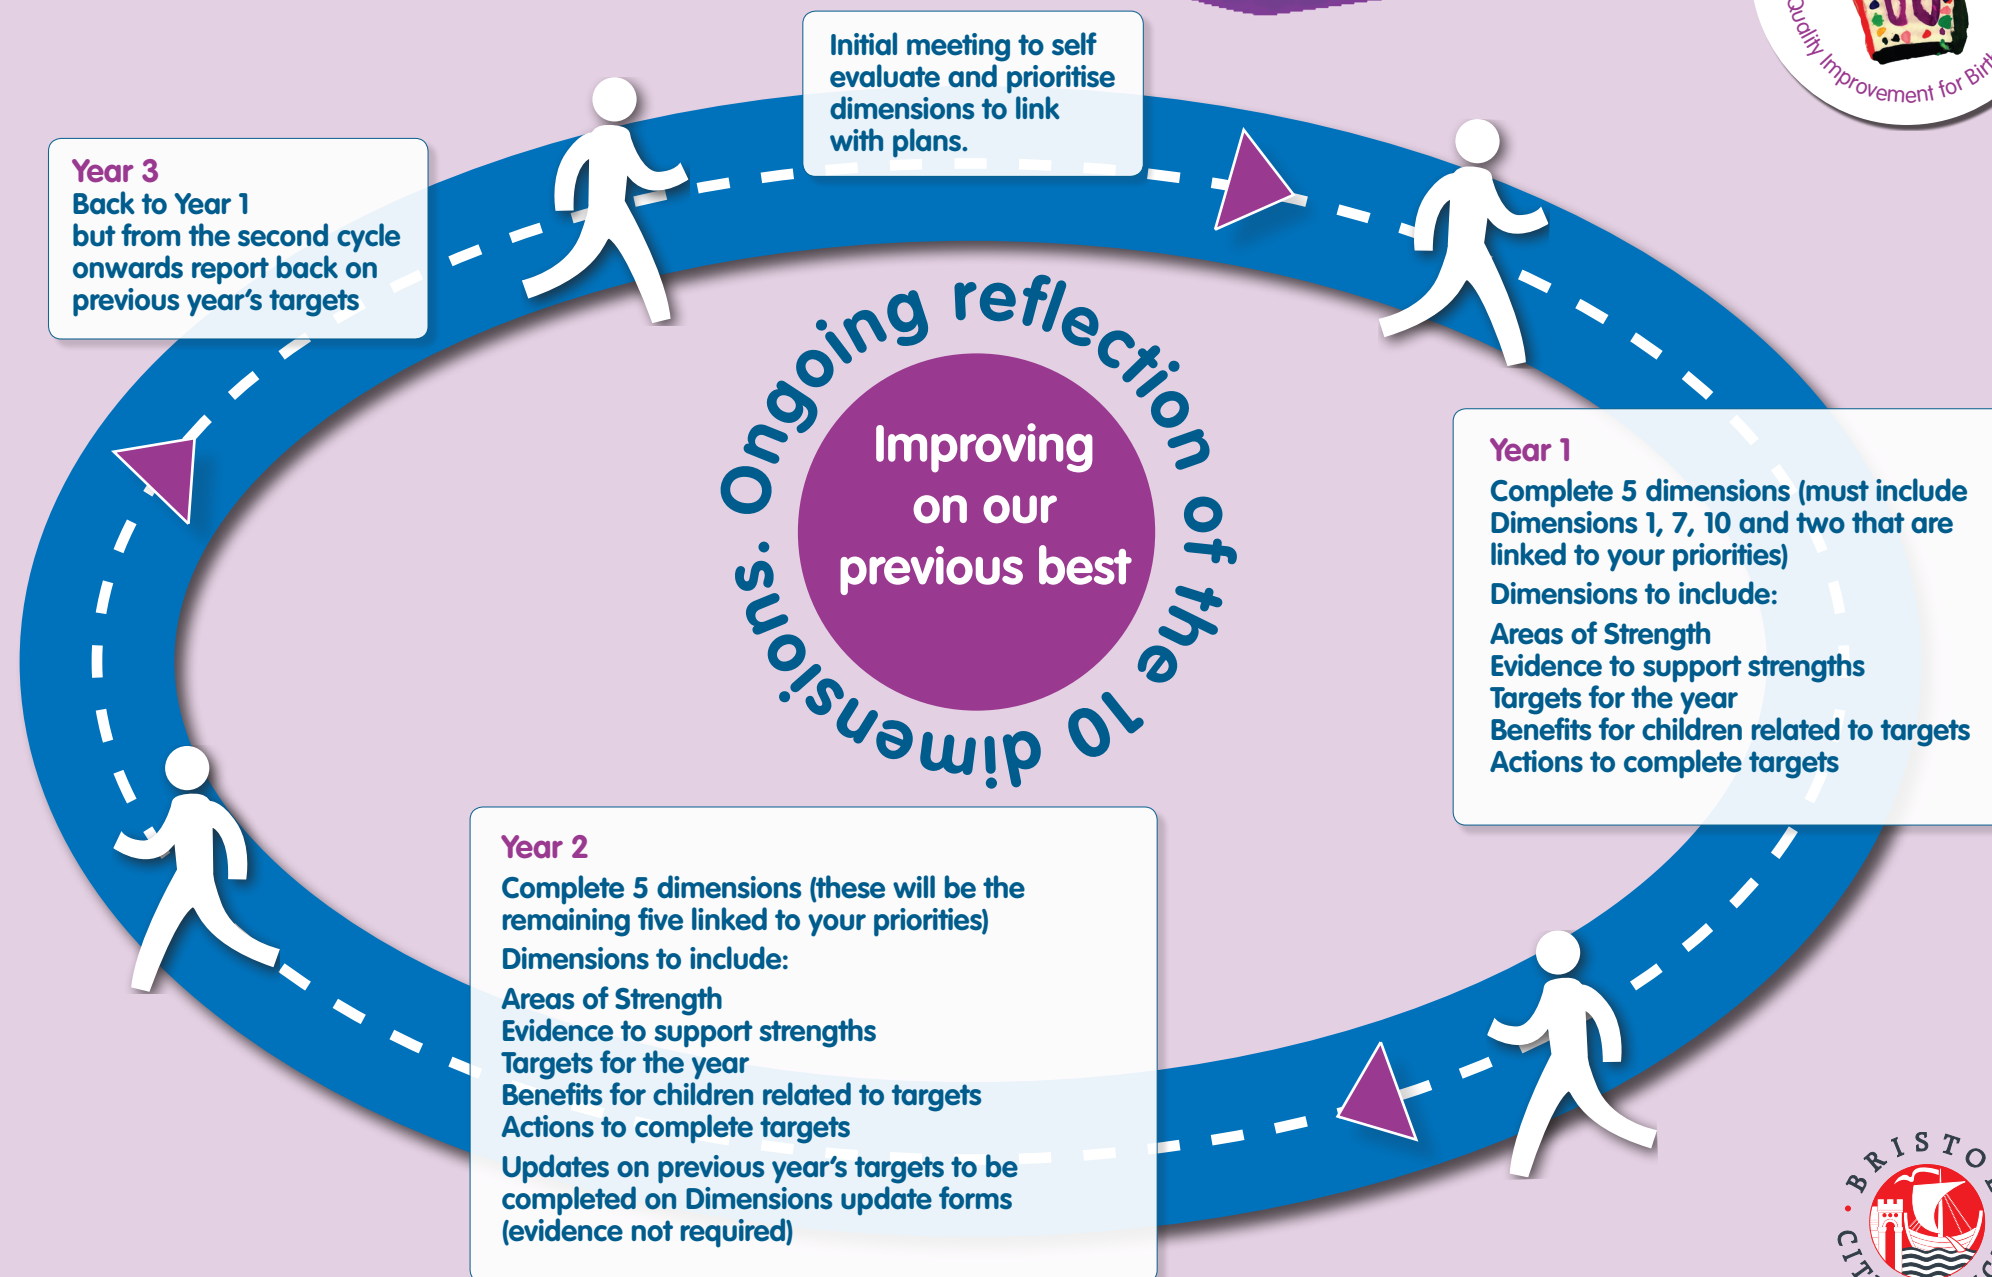 Quality Improvement for
Initial meeting to self
evaluate and prioritise
dimensions to link
with plans.
Year 3
Back to Year 1
but from the second cycle
onwards report back on
previous year's targets
Ongoing reflection of the 10 dimensions.
Improving
on our
previous best
Year 1
Complete 5 dimensions (must include
Dimensions 1, 7, 10 and two that are
linked to your priorities)
Dimensions to include:
Areas of Strength
Evidence to support strengths
Targets for the year
Benefits for children related to targets
Actions to complete targets
Year 2
Complete 5 dimensions (these will be the
remaining five linked to your priorities)
Dimensions to include:
Areas of Strength
Evidence to support strengths
Targets for the year
Benefits for children related to targets
Actions to complete targets
Updates on previous year's targets to be
completed on Dimensions update forms
(evidence not required)